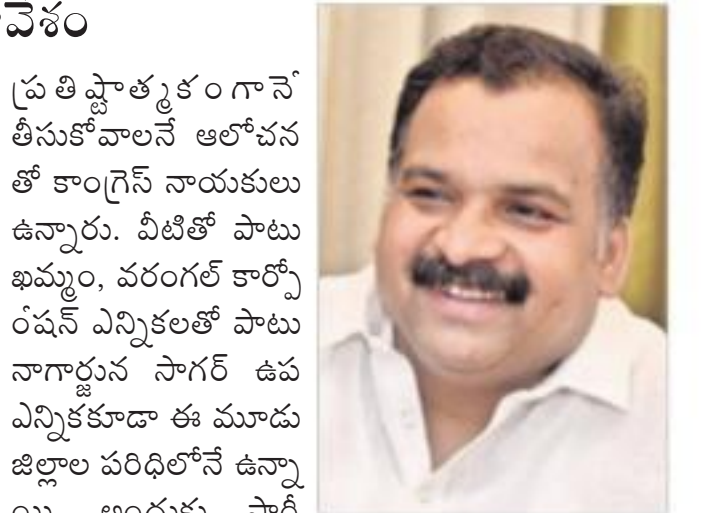 వేశం
ప్రతిష్టాత్మకంగానే
తీసుకోవాలనే ఆలోచన
తో కాంగ్రెస్ నాయకులు
ఉన్నారు. వీటితో పాటు
ఖమ్మం, వరంగల్ కార్పో
రేషన్ ఎన్నికలతో పాటు
నాగార్జున సాగర్ ఉప
ఎన్నికకూడా ఈ మూడు
జిల్లాల పరిధిలోనే ఉన్నా
యి. అందుకు పార్టీ